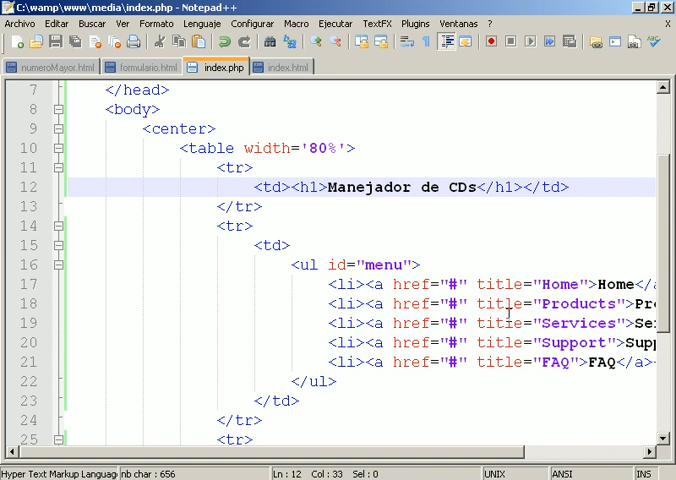 C:\wamp\www\media\index.php - Notepad++
Archivo Editar Buscar Ver Formato Lenguaje Configurar Macro Ejecutar TextFX Plugins Ventanas ?
X
numeroMayor.html formulario.html index.php index.html
7 </head>
8 <body>
9 <center>
10 <table width='80%'>
11 <tr>
12 <td><h1>Manejador de CDs</h1></td>
13 </tr>
14 <tr>
15 <td>
16 <ul id="menu">
17 <li><a href="#" title="Home">Home</a
18 <li><a href="#" title="Products">Pro
19 <li><a href="#" title="Services">Ser
20 <li><a href="#" title="Support">Supp
21 <li><a href="#" title="FAQ">FAQ</a><
22 </ul>
23 </td>
24 </tr>
25 <tr>
Hyper Text Markup Language nb char : 656 Ln : 12 Col : 33 Sel : 0 UNIX ANSI INS